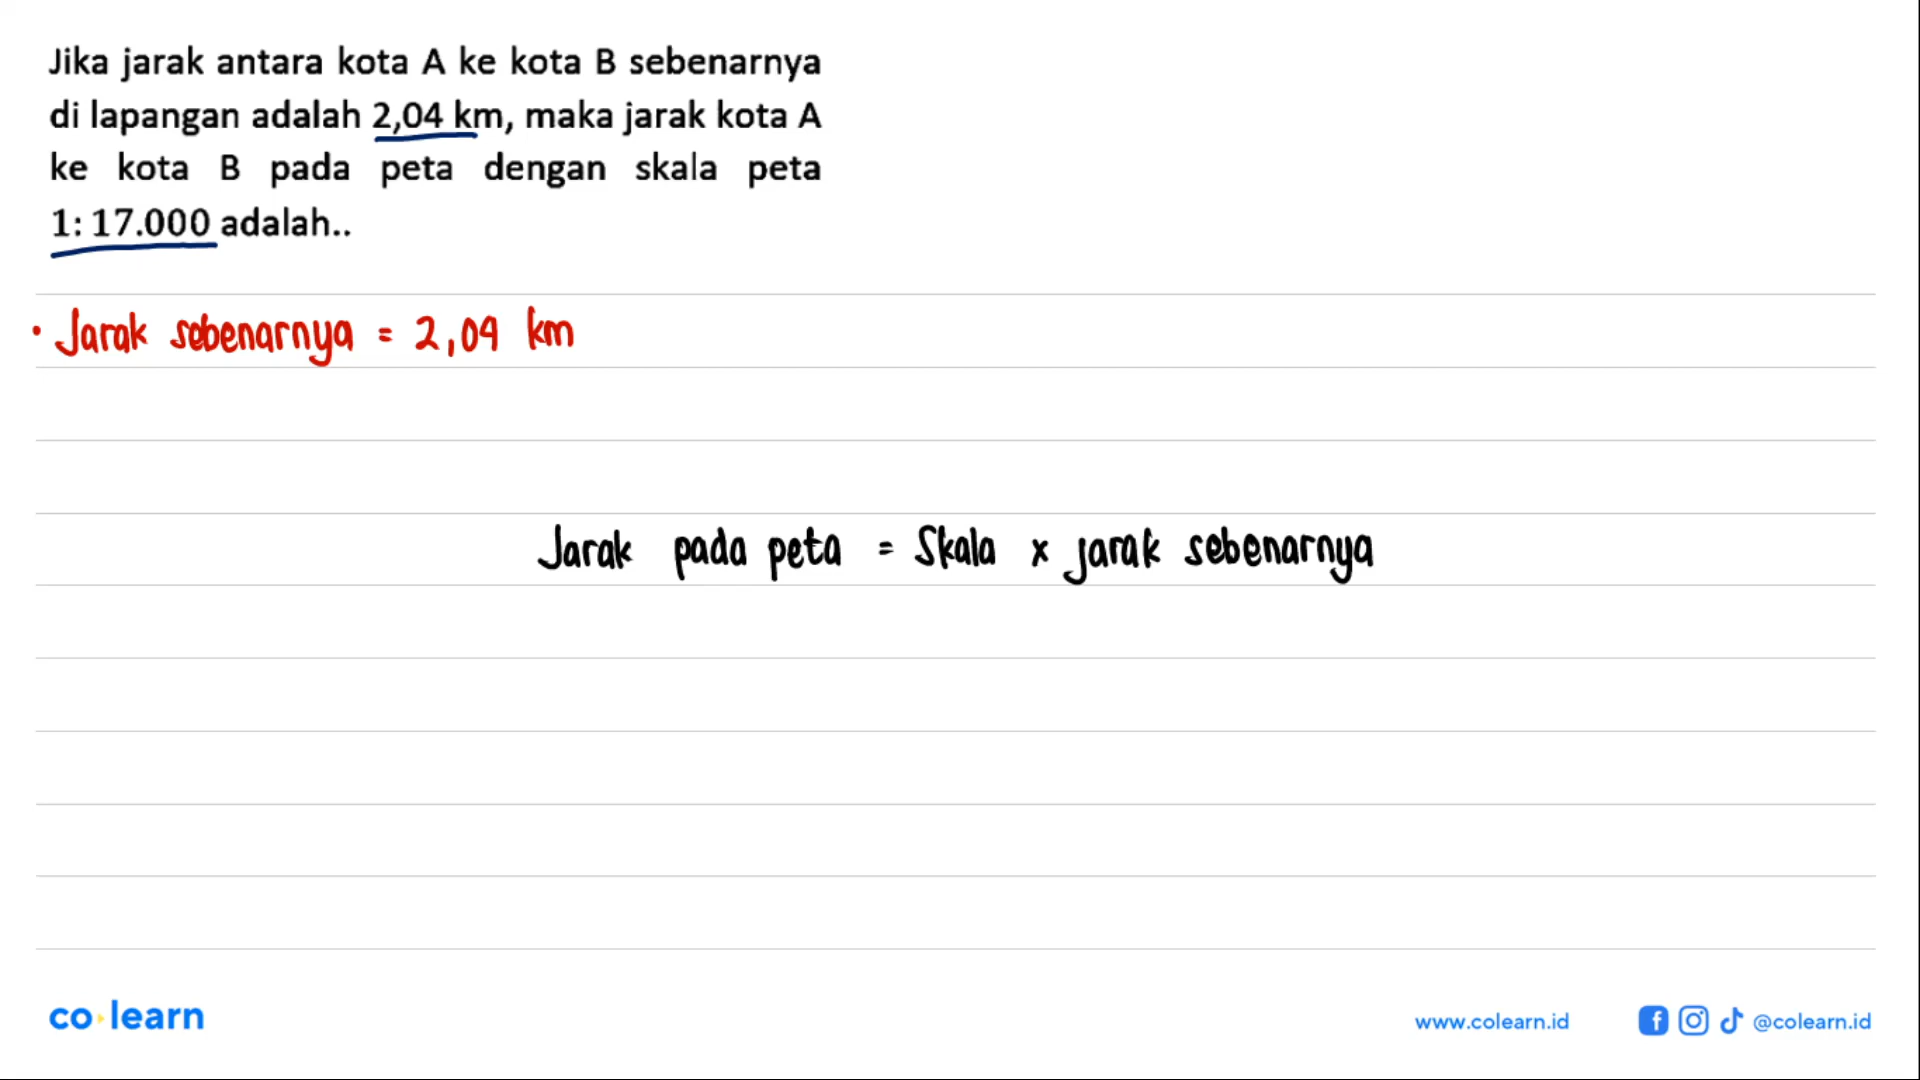 Jika jarak antara kota A ke kota B sebenarnya
di lapangan adalah 2,04 km, maka jarak kota A
ke kota B pada peta dengan skala peta
1: 17.000 adalah..
• Jarak sebenarnya = 2,04 km
Jarak pada peta = Skala x jarak sebenarnya
co learn
www.colearn.id @colearn.id